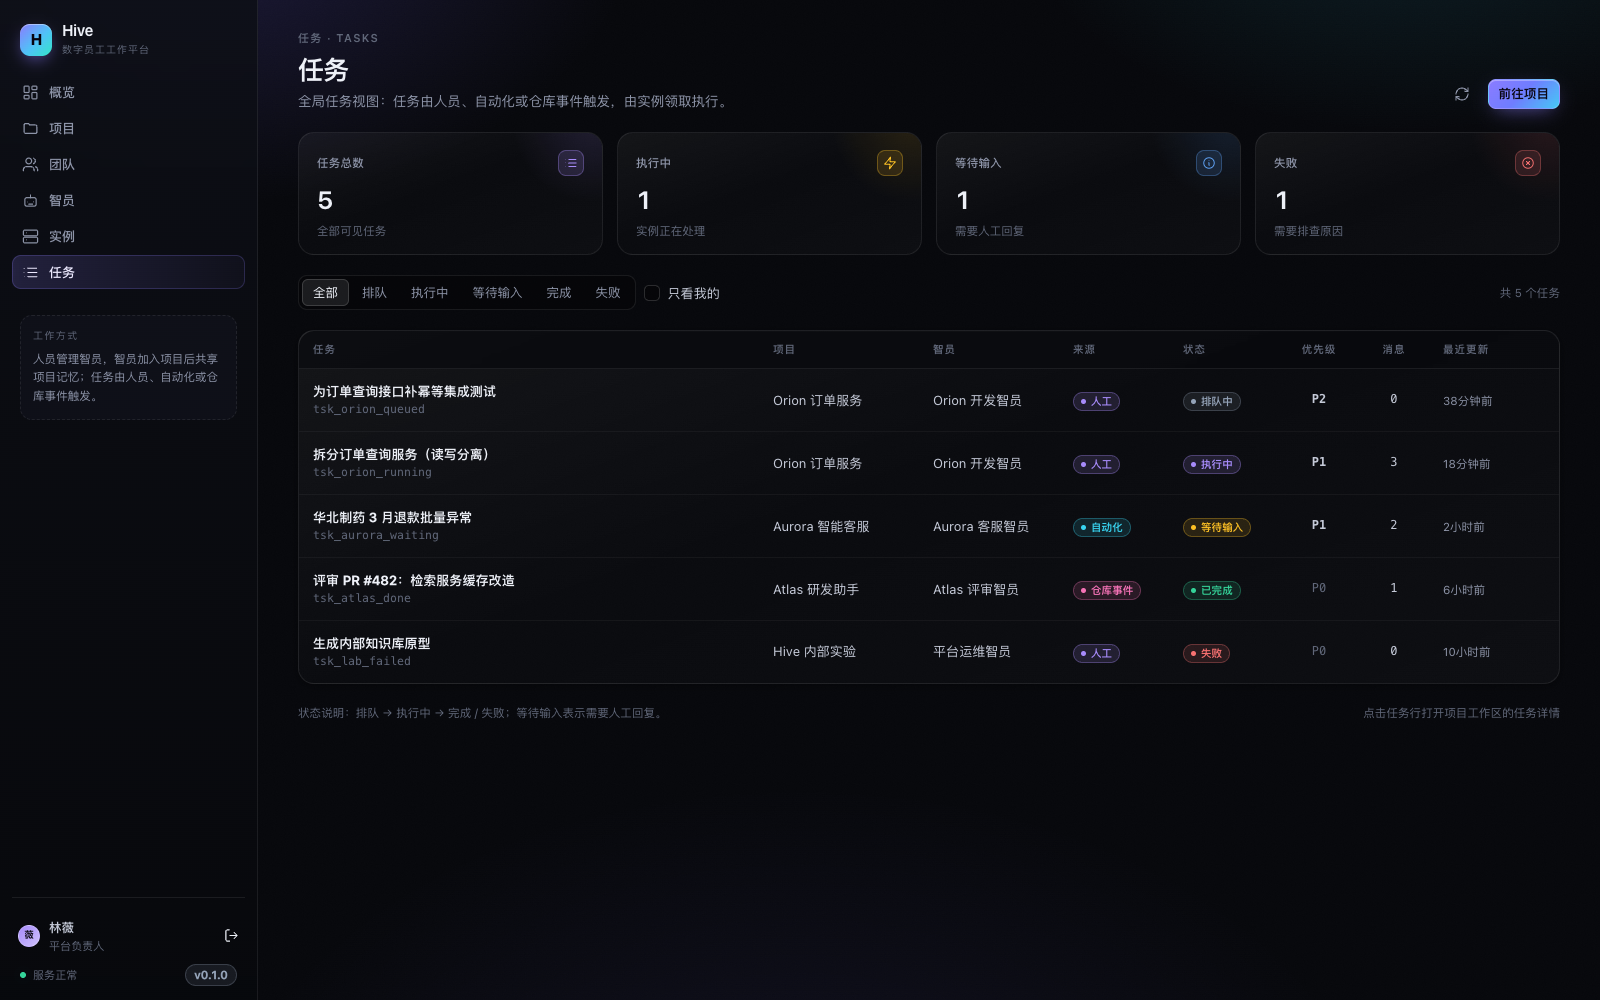 H
Hive
数字员工工作平台
概览
项目
团队
智员
实例
任务
工作方式
人员管理智员，智员加入项目后共享
项目记忆；任务由人员、自动化或仓
库事件触发。
薇
林薇
平台负责人
服务正常
v0.1.0
任务 · TASKS
任务
全局任务视图：任务由人员、自动化或仓库事件触发，由实例领取执行。
前往项目
任务总数
5
全部可见任务
执行中
1
实例正在处理
等待输入
1
需要人工回复
失败
1
需要排查原因
全部 排队 执行中 等待输入 完成 失败 只看我的
共 5 个任务
任务 项目 智员 来源 状态 优先级 消息 最近更新
为订单查询接口补幂等集成测试
tsk_orion_queued
Orion 订单服务 Orion 开发智员 人工 排队中 P2 0 38分钟前
拆分订单查询服务（读写分离）
tsk_orion_running
Orion 订单服务 Orion 开发智员 人工 执行中 P1 3 18分钟前
华北制药 3 月退款批量异常
tsk_aurora_waiting
Aurora 智能客服 Aurora 客服智员 自动化 等待输入 P1 2 2小时前
评审 PR #482：检索服务缓存改造
tsk_atlas_done
Atlas 研发助手 Atlas 评审智员 仓库事件 已完成 P0 1 6小时前
生成内部知识库原型
tsk_lab_failed
Hive 内部实验 平台运维智员 人工 失败 P0 0 10小时前
状态说明：排队 → 执行中 → 完成 / 失败；等待输入表示需要人工回复。
点击任务行打开项目工作区的任务详情